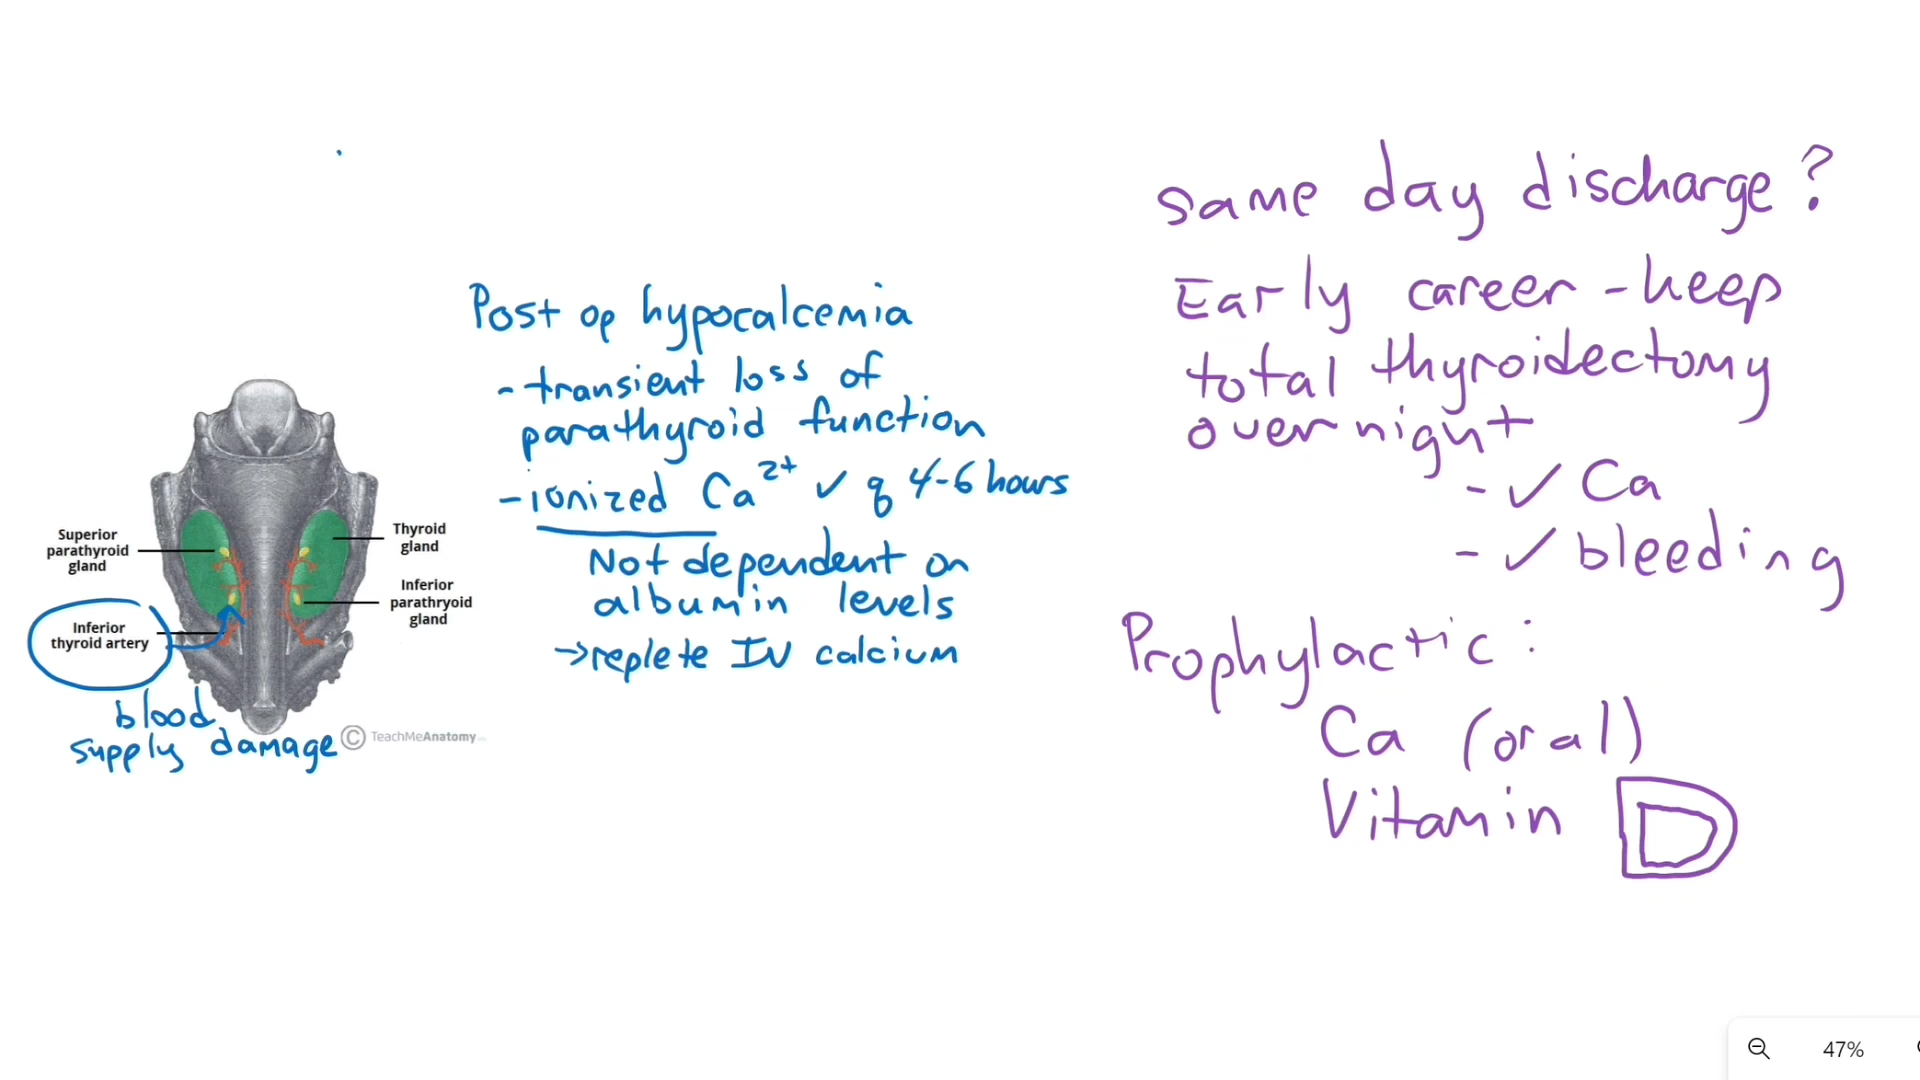 Superior
parathyroid
gland
Inferior
thyroid artery
Thyroid
gland
Inferior
parathryoid
gland
blood
supply damage
© TeachMeAnatomy
Post op hypocalcemia
- transient loss of
parathyroid function
- ionized Ca²⁺ ✓ q 4-6 hours
Not dependent on
albumin levels
→ replete IV calcium
same day discharge?
Early career - keep
total thyroidectomy
overnight
- ✓ Ca
- ✓ bleeding
Prophylactic:
Ca (oral)
Vitamin D
47%